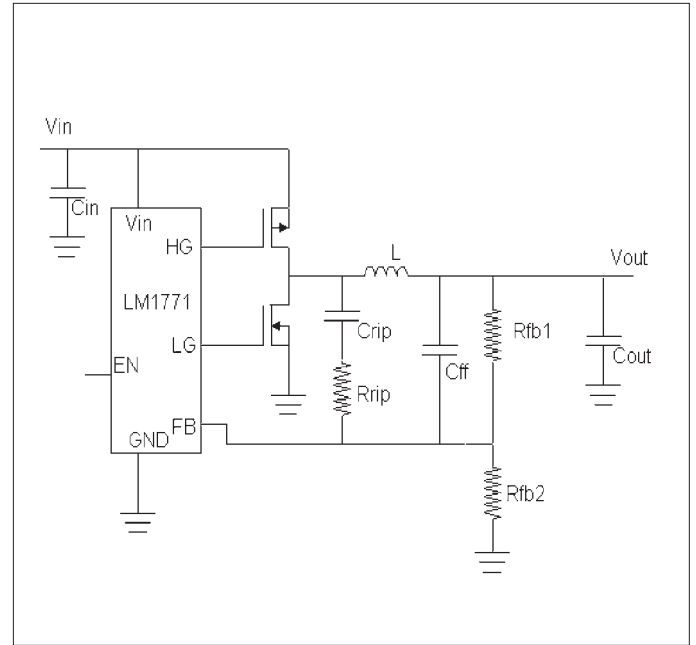 Vin
Cin
Vin
HG
LM1771
LG
EN
FB
GND
L
Vout
Crip
Rrip
Cff
Rfb1
Cout
Rfb2